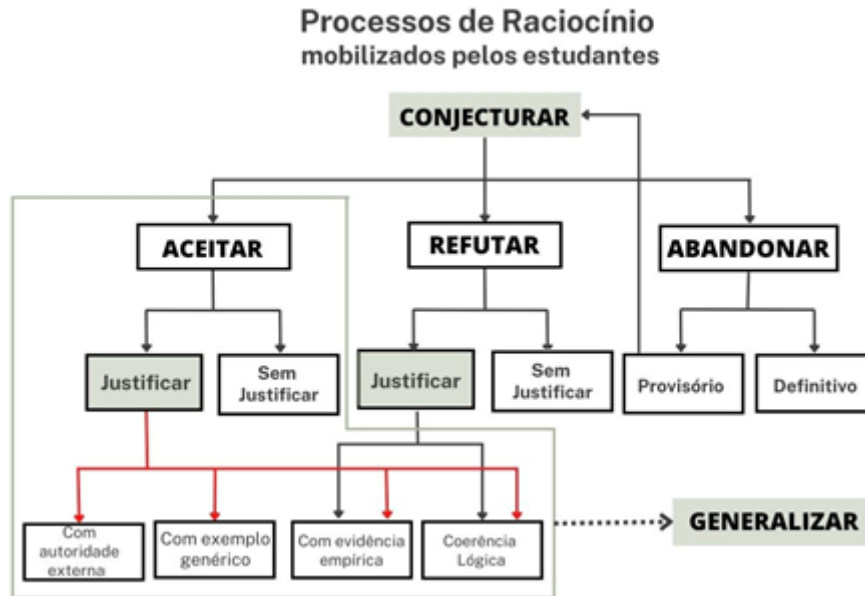 Processos de Raciocínio
mobilizados pelos estudantes
CONJECTURAR
ACEITAR
REFUTAR
ABANDONAR
Justificar
Sem
Justificar
Justificar
Sem
Justificar
Provisório
Definitivo
Com
autoridade
externa
Com exemplo
genérico
Com evidência
empírica
Coerência
Lógica
GENERALIZAR